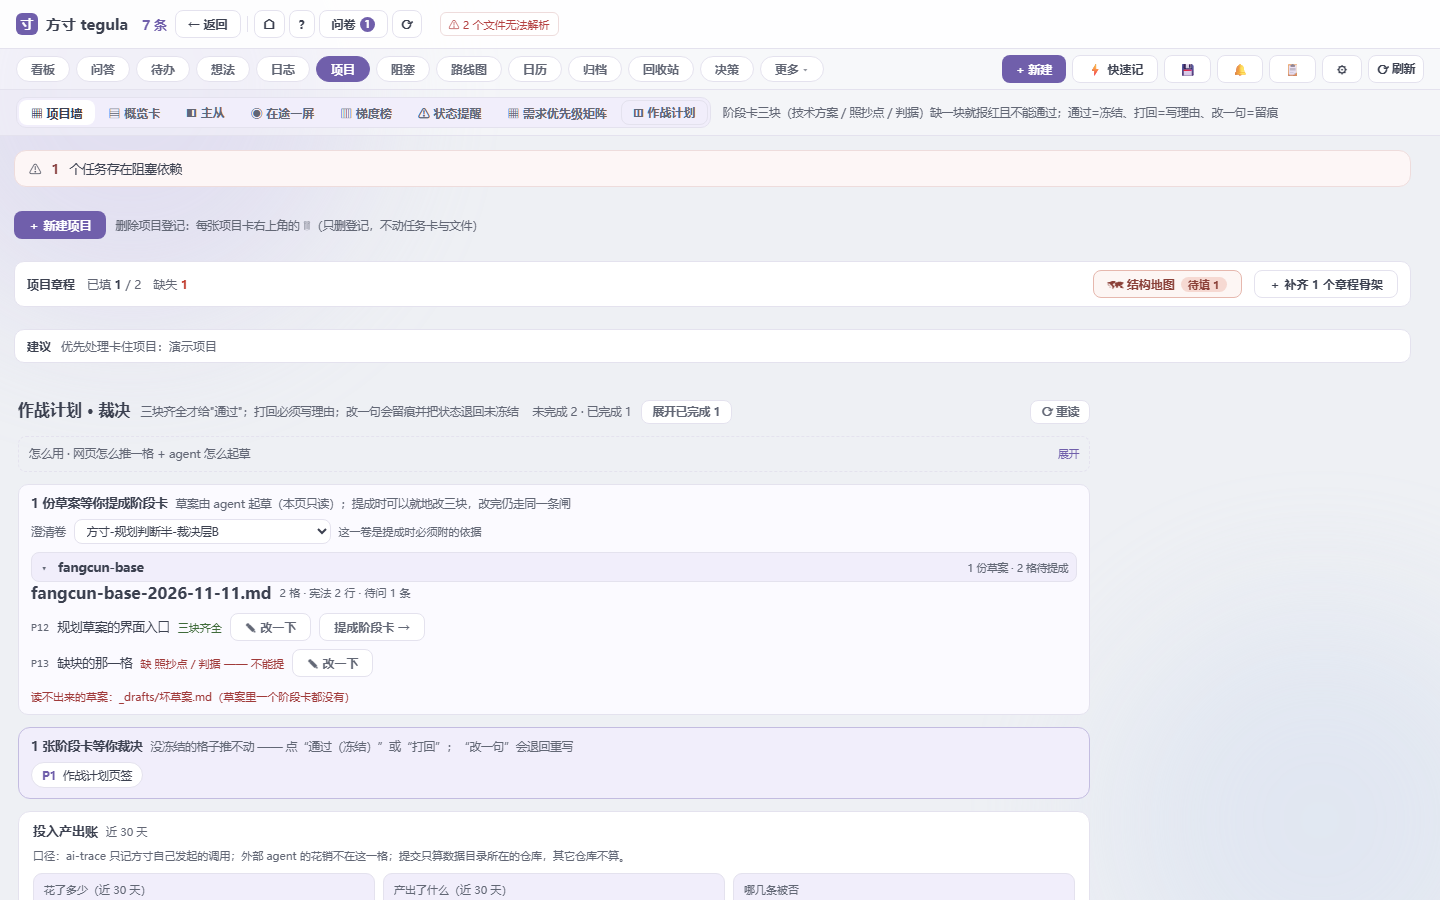 寸 方寸 tegula 7 条 ← 返回 ? 问卷 1 ⚠ 2 个文件无法解析
看板 问答 待办 想法 日志 项目 阻塞 路线图 日历 归档 回收站 决策 更多 + 新建 快速记 刷新
项目墙 概览卡 主从 在途一屏 梯度榜 状态提醒 需求优先级矩阵 作战计划 阶段卡三块（技术方案 / 照抄点 / 判据）缺一块就报红且不能通过；通过=冻结、打回=写理由、改一句=留痕
⚠ 1 个任务存在阻塞依赖
+ 新建项目 删除项目登记：每张项目卡右上角的 （只删登记，不动任务卡与文件）
项目章程 已填 1 / 2 缺失 1 结构地图 待填 1 + 补齐 1 个章程骨架
建议 优先处理卡住项目：演示项目
作战计划 • 裁决 三块齐全才给"通过"；打回必须写理由；改一句会留痕并把状态退回未冻结 未完成 2 · 已完成 1 展开已完成 1 重读
怎么用 · 网页怎么推一格 + agent 怎么起草 展开
1 份草案等你提成阶段卡 草案由 agent 起草（本页只读）；提成时可以就地改三块，改完仍走同一条闸
澄清卷 方寸-规划判断半-裁决层B 这一卷是提成时必须附的依据
fangcun-base 1 份草案 · 2 格待提成
fangcun-base-2026-11-11.md 2 格 · 宪法 2 行 · 待问 1 条
P12 规划草案的界面入口 三块齐全 改一下 提成阶段卡 →
P13 缺块的那一格 缺 照抄点 / 判据 —— 不能提 改一下
读不出来的草案：_drafts/坏草案.md（草案里一个阶段卡都没有）
1 张阶段卡等你裁决 没冻结的格子推不动 —— 点“通过（冻结）”或“打回”；“改一句”会退回重写
P1 作战计划页签
投入产出账 近 30 天
口径：ai-trace 只记方寸自己发起的调用；外部 agent 的花销不在这一格；提交只算数据目录所在的仓库，其它仓库不算。
花了多少（近 30 天） 产出了什么（近 30 天） 哪几条被否